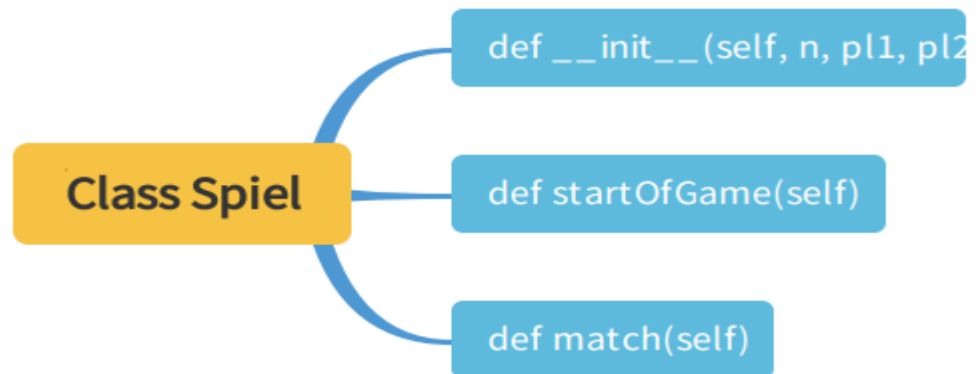 def __init__(self, n, pl1, pl2
Class Spiel
def startOfGame(self)
def match(self)